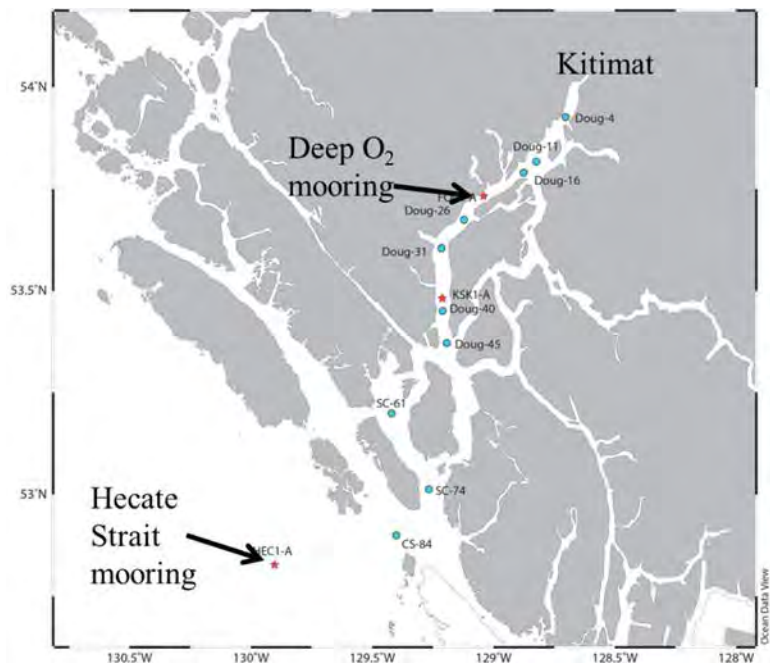 54°N
Kitimat
Doug-4
Doug-11
Deep O₂
mooring
Doug-16
Doug-26
Doug-31
53.5°N
KSK1-A
Doug-40
Doug-45
SC-61
53°N
SC-74
Hecate
Strait
mooring
HEC1-A
CS-84
Ocean Data View
130.5°W
130°W
129.5°W
129°W
128.5°W
128°W